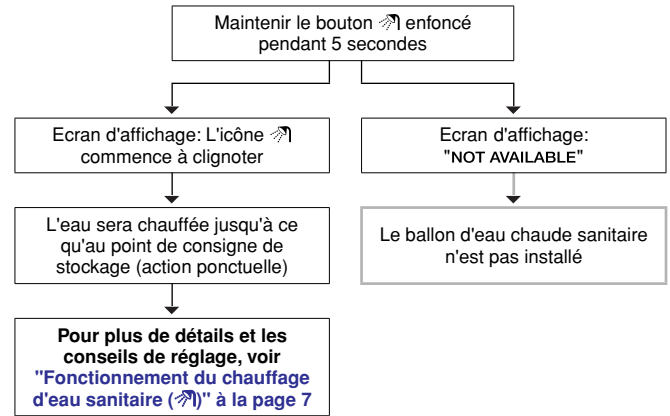 Maintenir le bouton enfoncé
pendant 5 secondes
Ecran d'affichage: L'icône
commence à clignoter
Ecran d'affichage:
"NOT AVAILABLE"
L'eau sera chauffée jusqu'à ce
qu'au point de consigne de
stockage (action ponctuelle)
Le ballon d'eau chaude sanitaire
n'est pas installé
Pour plus de détails et les
conseils de réglage, voir
"Fonctionnement du chauffage
d'eau sanitaire ()" à la page 7